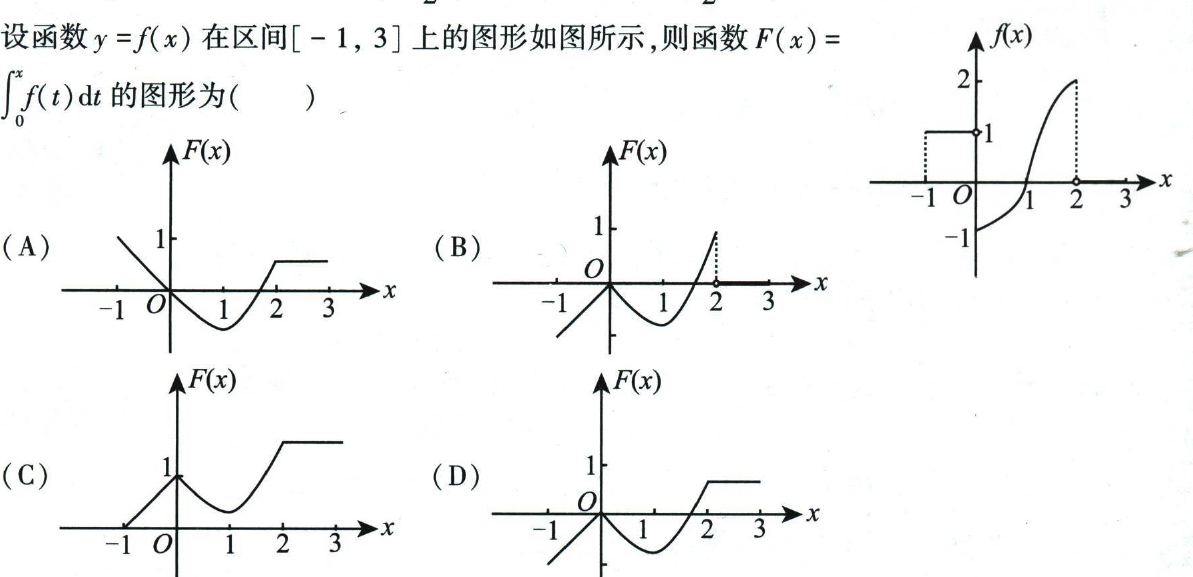 设函数 y = f(x) 在区间[ - 1, 3] 上的图形如图所示,则函数 F(x) =
∫₀ˣ f(t)dt 的图形为(      )
f(x)
2
1
-1 O 1 2 3 x
-1
(A)
F(x)
1
-1 O 1 2 3 x
(B)
F(x)
1
O
-1 1 2 3 x
(C)
F(x)
1
-1 O 1 2 3 x
(D)
F(x)
1
O
-1 1 2 3 x